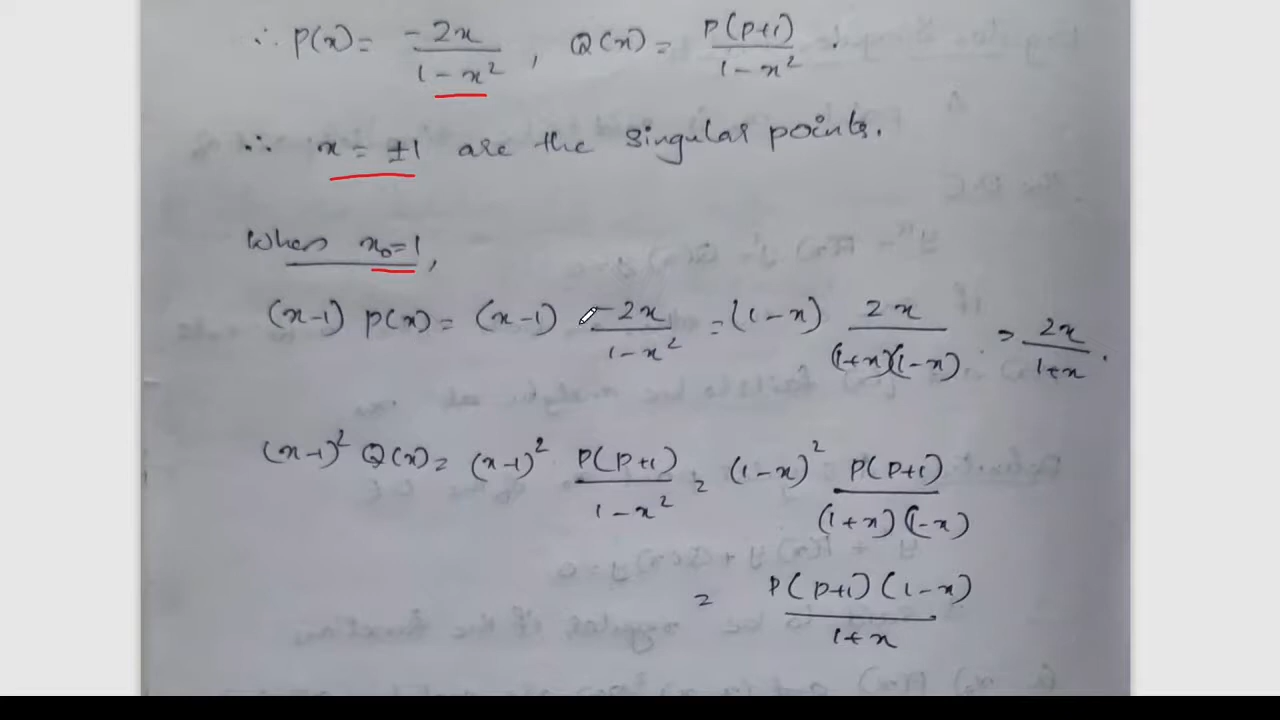 ∴ P(x) = -2x / 1-x² , Q(x) = P(P+1) / 1-x² .
∴ x = ±1 are the singular points.
When x₀=1,
(x-1) P(x) = (x-1) -2x / 1-x² = (1-x) 2x / (1+x)(1-x) = 2x / 1+x .
(x-1)² Q(x) = (x-1)² P(P+1) / 1-x² = (1-x)² P(P+1) / (1+x)(1-x)
= P(P+1)(1-x) / 1+x